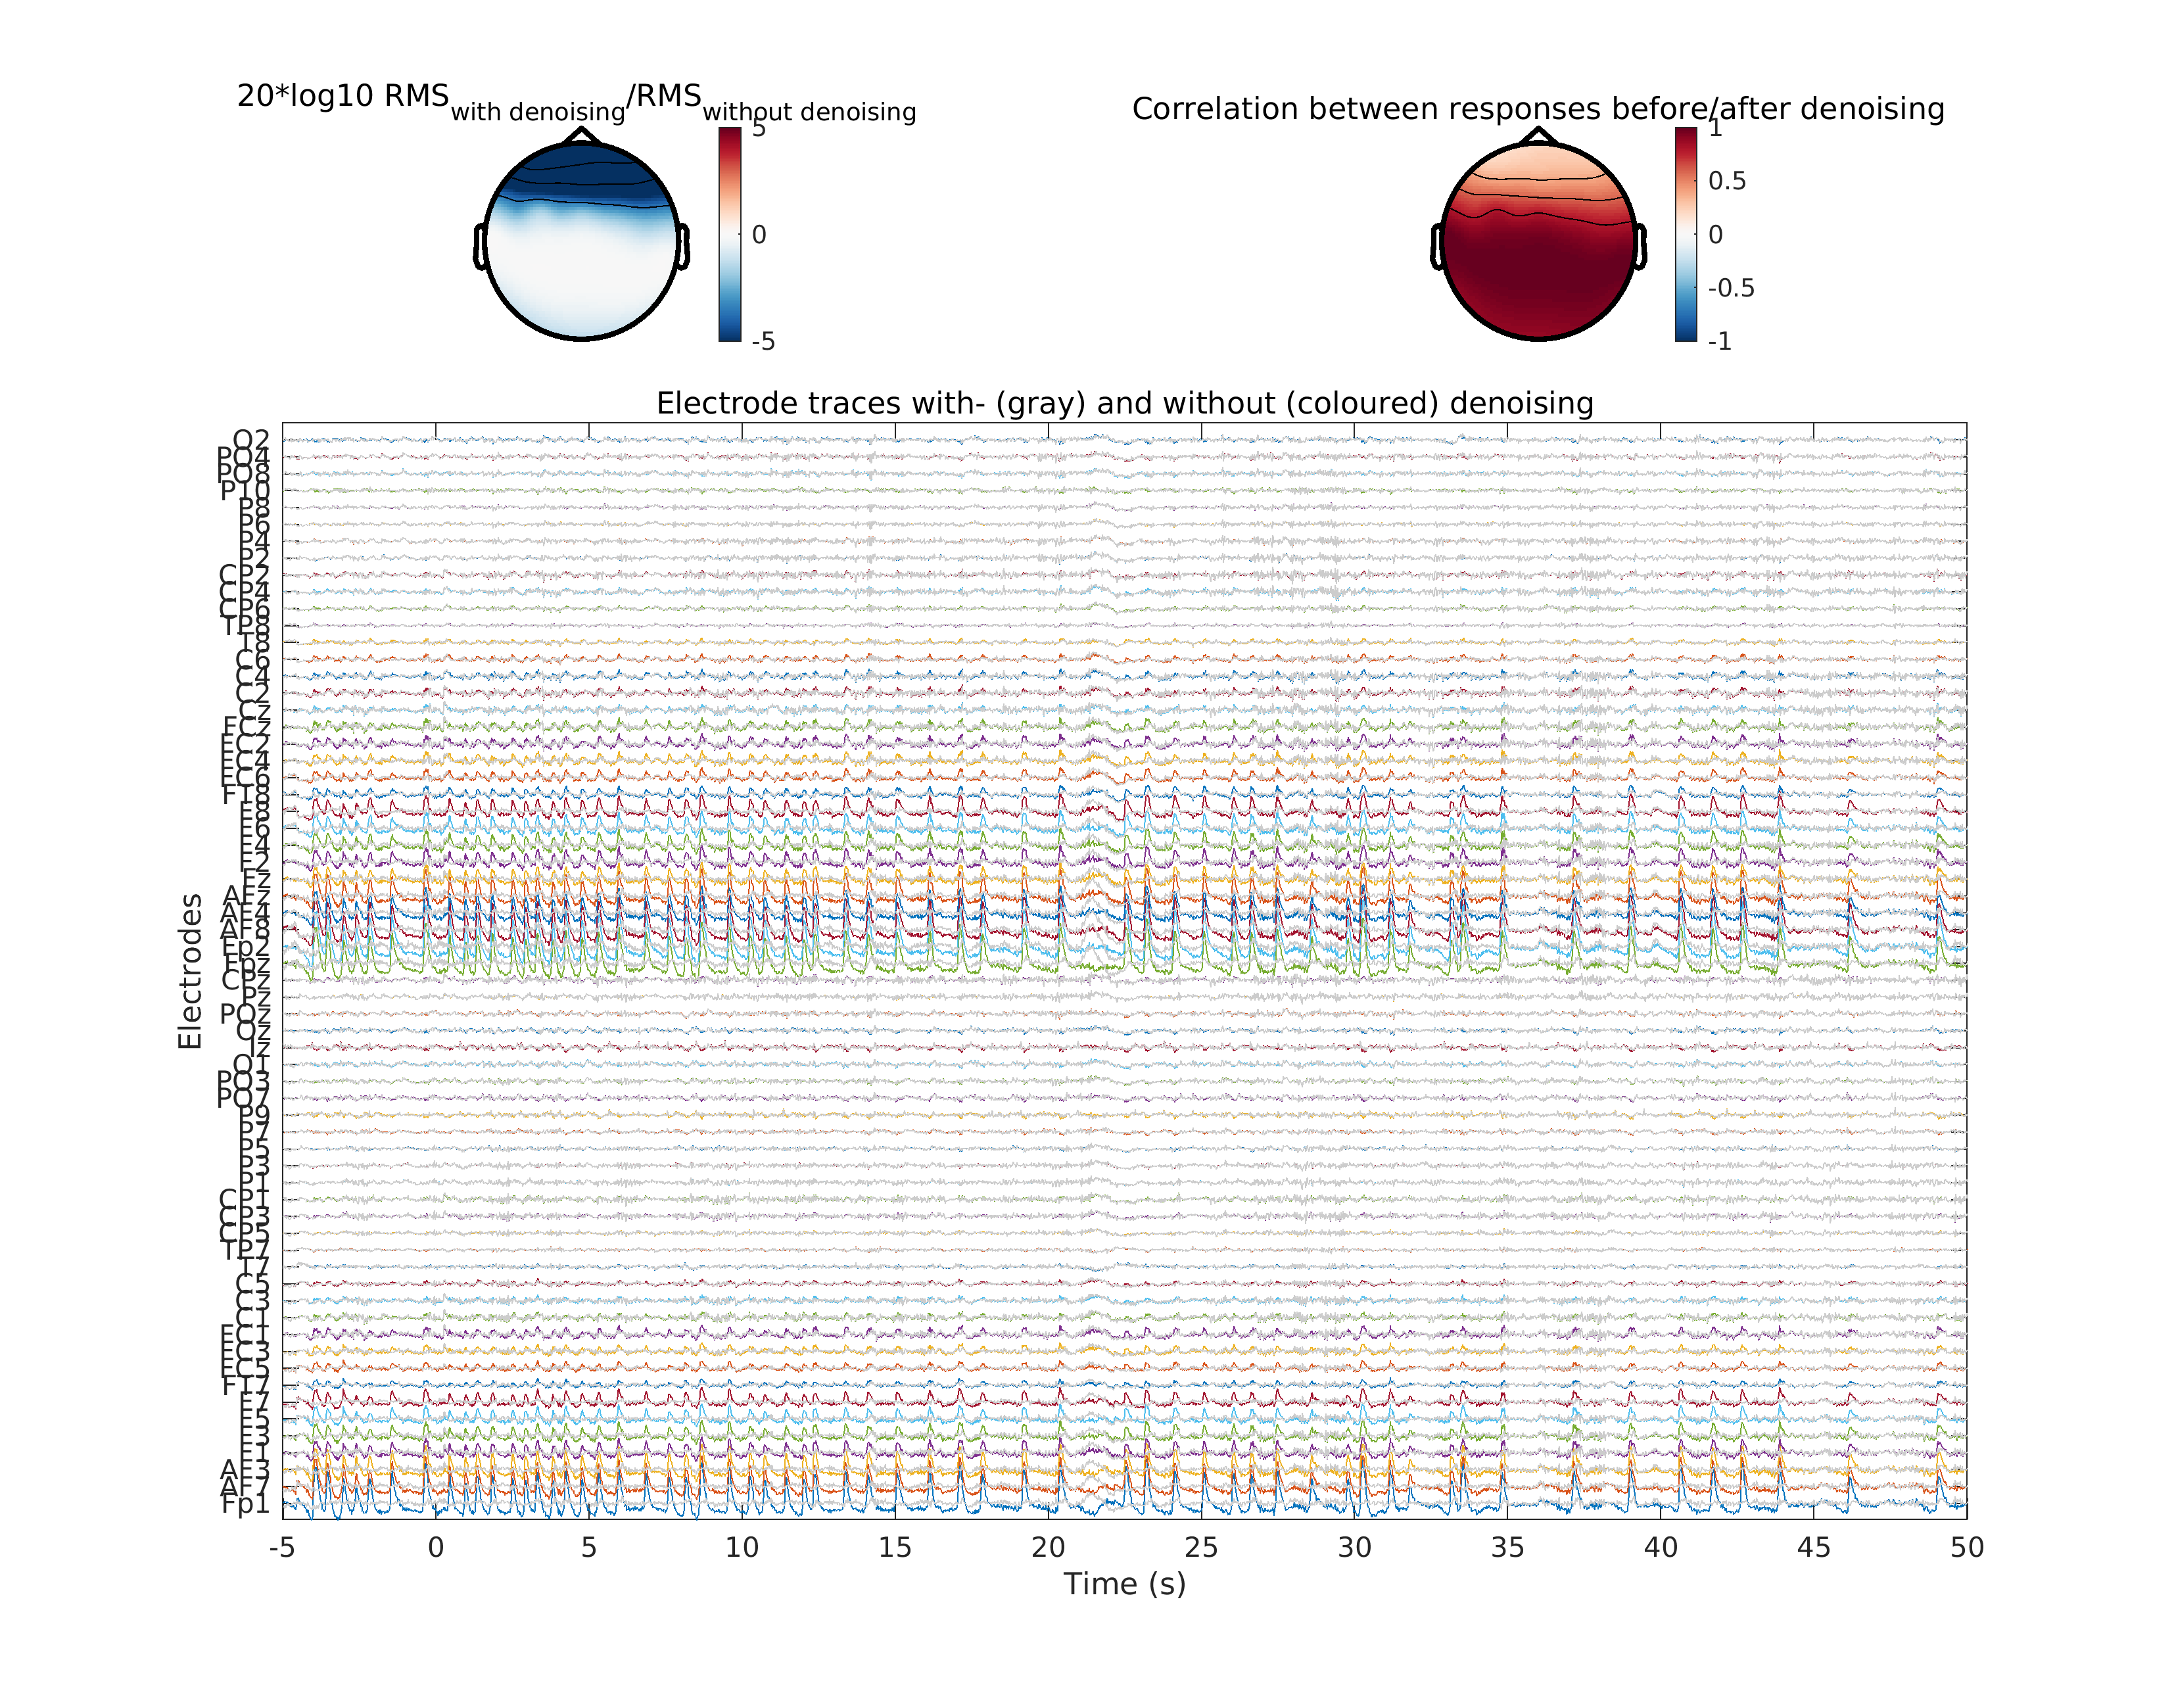 20*log10 RMS with denoising/RMS without denoising
5
0
-5
Correlation between responses before/after denoising
1
0.5
0
-0.5
-1
Electrode traces with- (gray) and without (coloured) denoising
Electrodes
O2
PO4
PO8
P10
P8
P6
P4
P2
CP2
CP4
CP6
TP8
T8
C6
C4
C2
Cz
FCz
FC2
FC4
FC6
FT8
F8
F6
F4
F2
Fz
AFz
AF4
AF8
Fp2
Fpz
CPz
Pz
POz
Oz
Iz
O1
PO3
PO7
P9
P7
P5
P3
P1
CP1
CP3
CP5
TP7
T7
C5
C3
C1
FC1
FC3
FC5
FT7
F7
F5
F3
F1
AF3
AF7
Fp1
-5 0 5 10 15 20 25 30 35 40 45 50
Time (s)